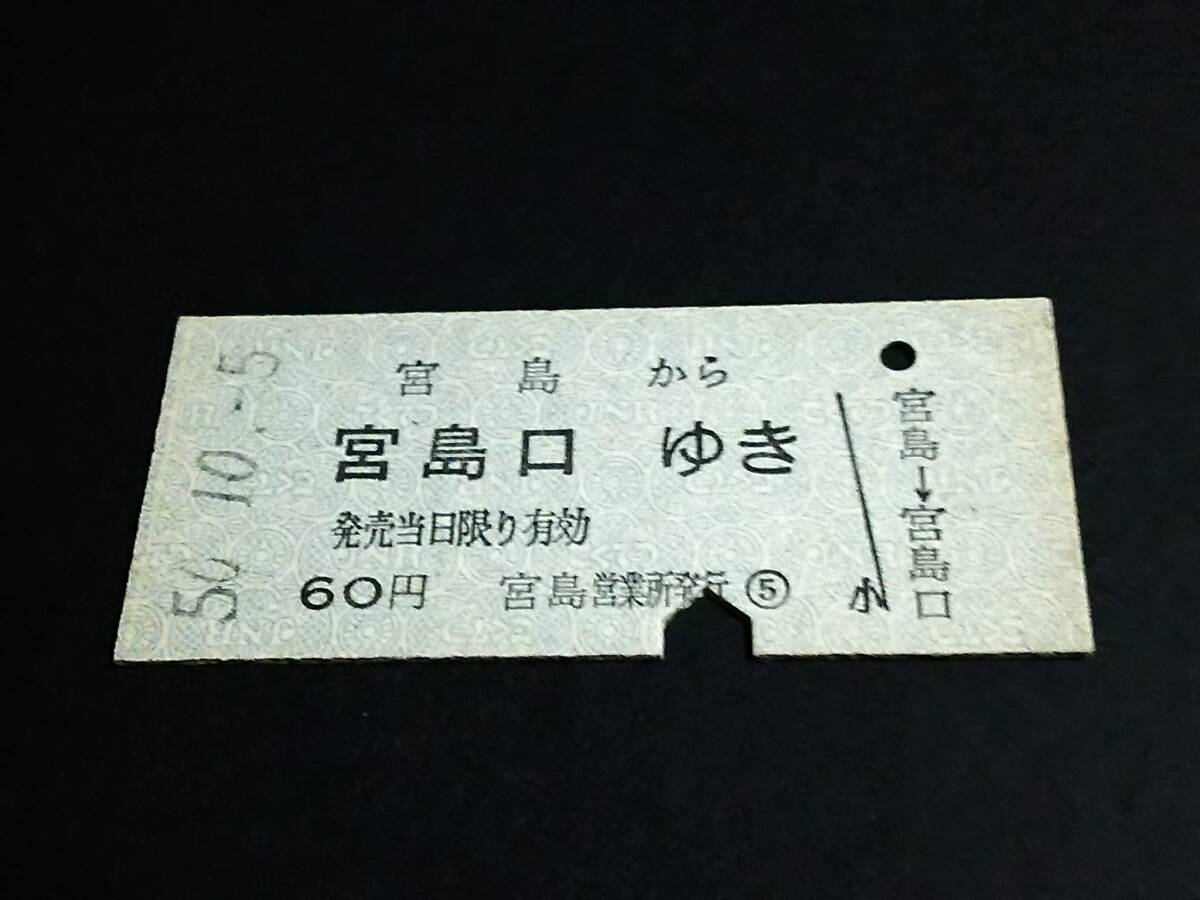 宮島から
宮島口 ゆき
発売当日限り有効
60円 宮島営業所発行 ⑤
小
宮島→宮島口
50.10.-5